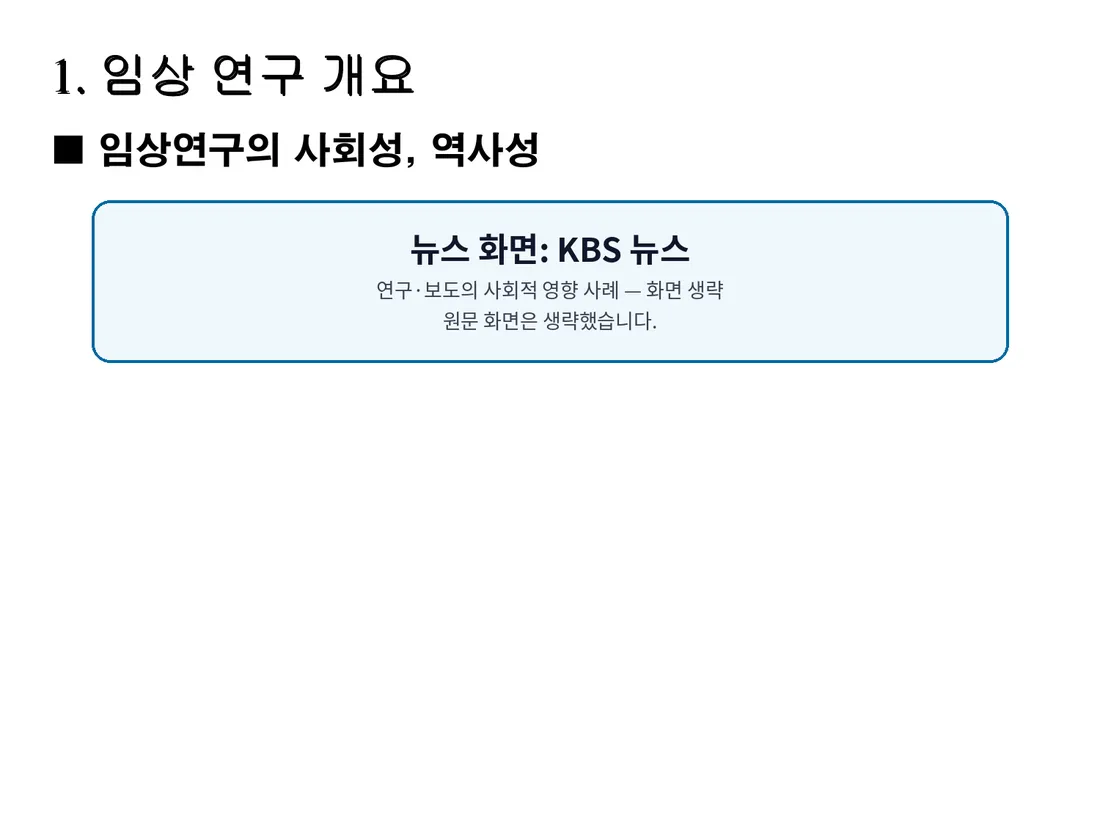 1. 임상 연구 개요
■ 임상연구의 사회성, 역사성
뉴스 화면: KBS 뉴스
연구·보도의 사회적 영향 사례 — 화면 생략
원문 화면은 생략했습니다.